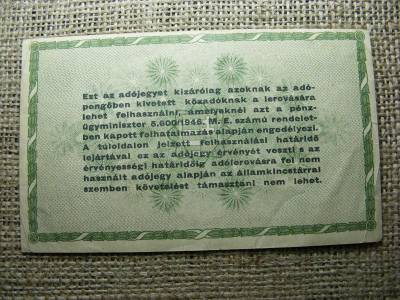 Ezt az adójegyet kizárólag azoknak az adó-
pengőben kivetett közadóknak a lerovására
lehet felhasználni, amelyeknél azt a pénz-
ügyminiszter 5.600/1946. M. E. számú rendelet-
ben kapott felhatalmazás alapján engedélyezi.
A túloldalon jelzett felhasználási határidő
lejártával ez az adójegy érvényét veszti s az
érvényességi határidőig adólerovásra fel nem
használt adójegy alapján az államkincstárral
szemben követelést támasztani nem lehet.